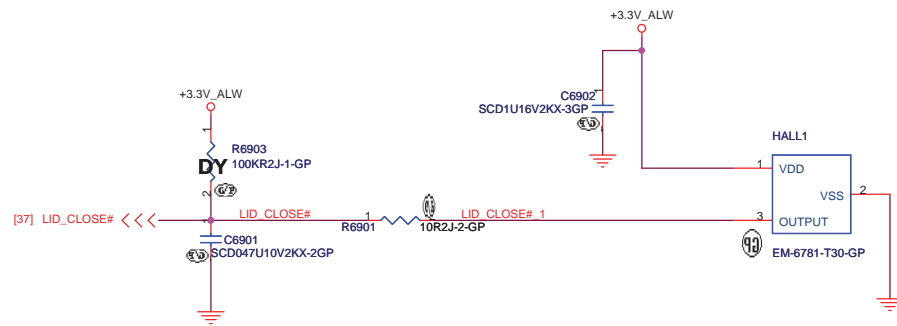 +3.3V_ALW
C6902
1
SCD1U16V2KX-3GP
+3.3V_ALW
HALL1
1
R6903
DY
100KR2J-1-GP
1
VDD
2
VSS
2
[37] LID_CLOSE#
1
LID_CLOSE#
1
R6901
10R2J-2-GP
LID_CLOSE#_1
3
OUTPUT
C6901
SCD047U10V2KX-2GP
EM-6781-T30-GP